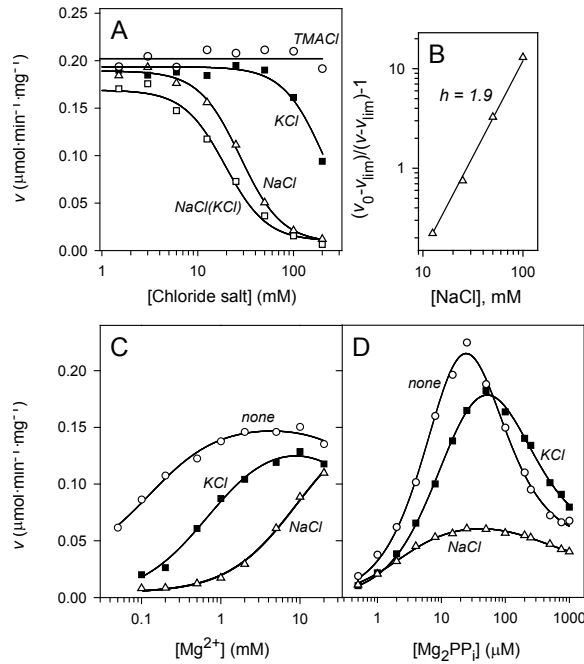 A
B
TMACl
KCl
NaCl
NaCl(KCl)
h = 1.9
0.20
0.15
0.10
0.05
0.00
v (μmol·min⁻¹·mg⁻¹)
1
10
100
[Chloride salt] (mM)
10
1
(v₀-vₗᵢₘ)/(v-vₗᵢₘ)-1
10
100
[NaCl], mM
C
D
none
KCl
NaCl
none
KCl
NaCl
0.20
0.15
0.10
0.05
0.00
v (μmol·min⁻¹·mg⁻¹)
0.1
1
10
[Mg²⁺] (mM)
1
10
100
1000
[Mg₂PPᵢ] (μM)